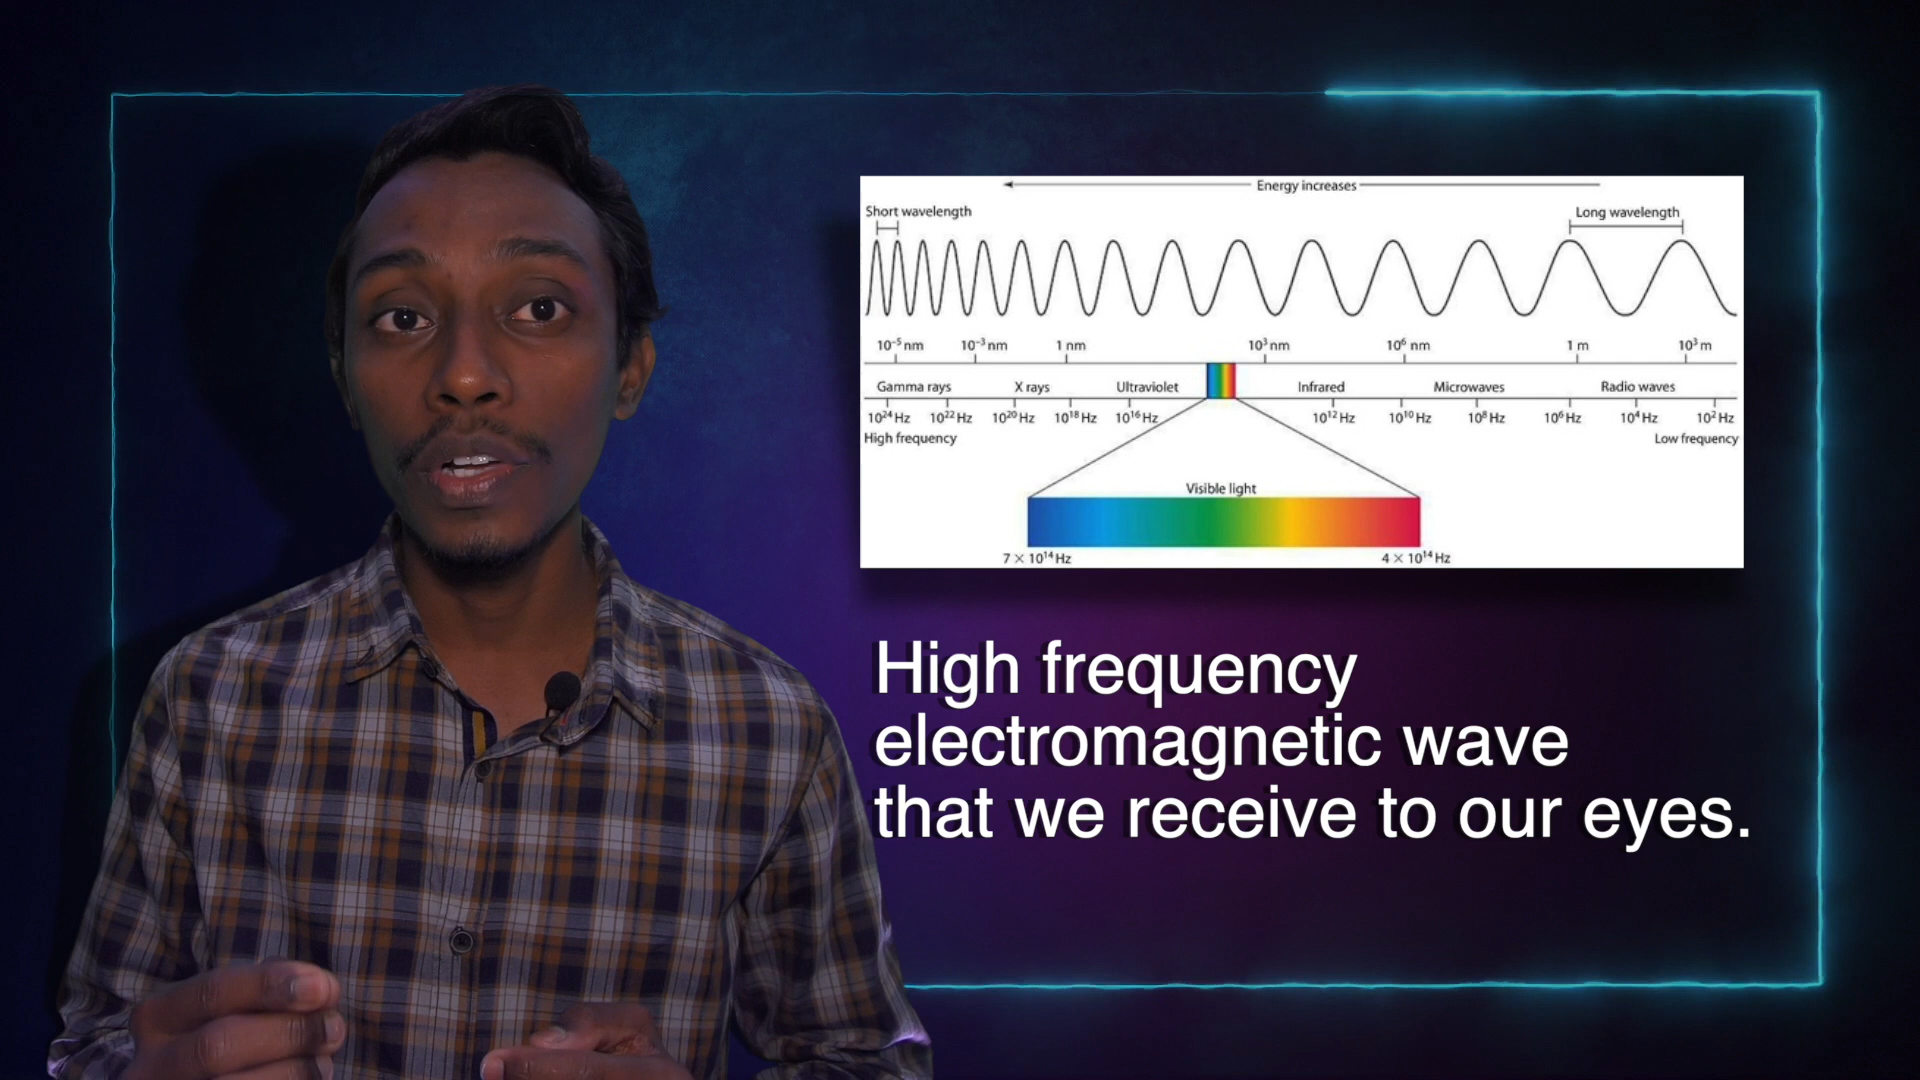 Energy increases
Short wavelength
Long wavelength
10⁻⁵ nm 10⁻³ nm 1 nm 10³ nm 10⁶ nm 1 m 10³ m
Gamma rays X rays Ultraviolet Infrared Microwaves Radio waves
10²⁴ Hz 10²² Hz 10²⁰ Hz 10¹⁸ Hz 10¹⁶ Hz 10¹² Hz 10¹⁰ Hz 10⁸ Hz 10⁶ Hz 10⁴ Hz 10² Hz
High frequency Low frequency
Visible light
7 × 10¹⁴ Hz 4 × 10¹⁴ Hz
High frequency
electromagnetic wave
that we receive to our eyes.